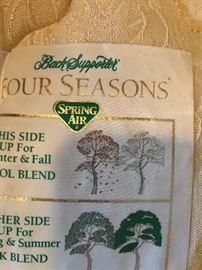 Back Supporter®
FOUR SEASONS®
SPRING
AIR
HIS SIDE
UP For
nter & Fall
OL BLEND
HER SIDE
UP For
g & Summer
K BLEND